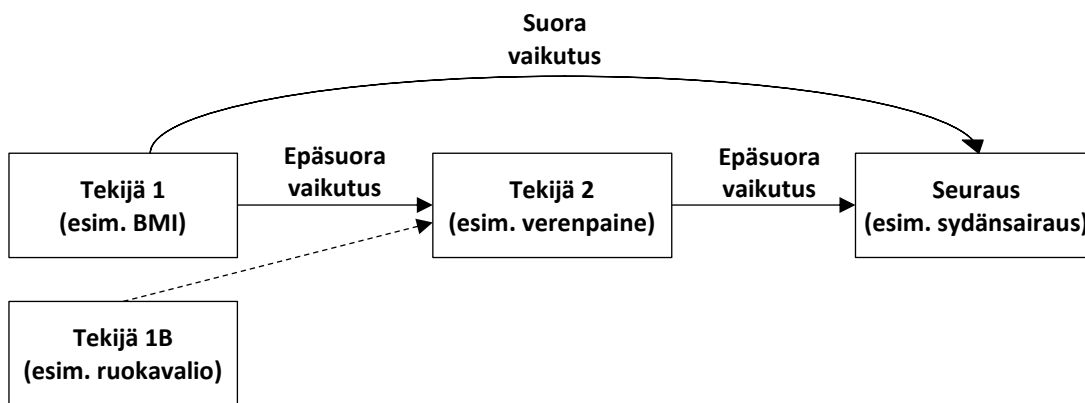 Suora
vaikutus
Tekijä 1
(esim. BMI)
Epäsuora
vaikutus
Tekijä 2
(esim. verenpaine)
Epäsuora
vaikutus
Seuraus
(esim. sydänsairaus)
Tekijä 1B
(esim. ruokavalio)